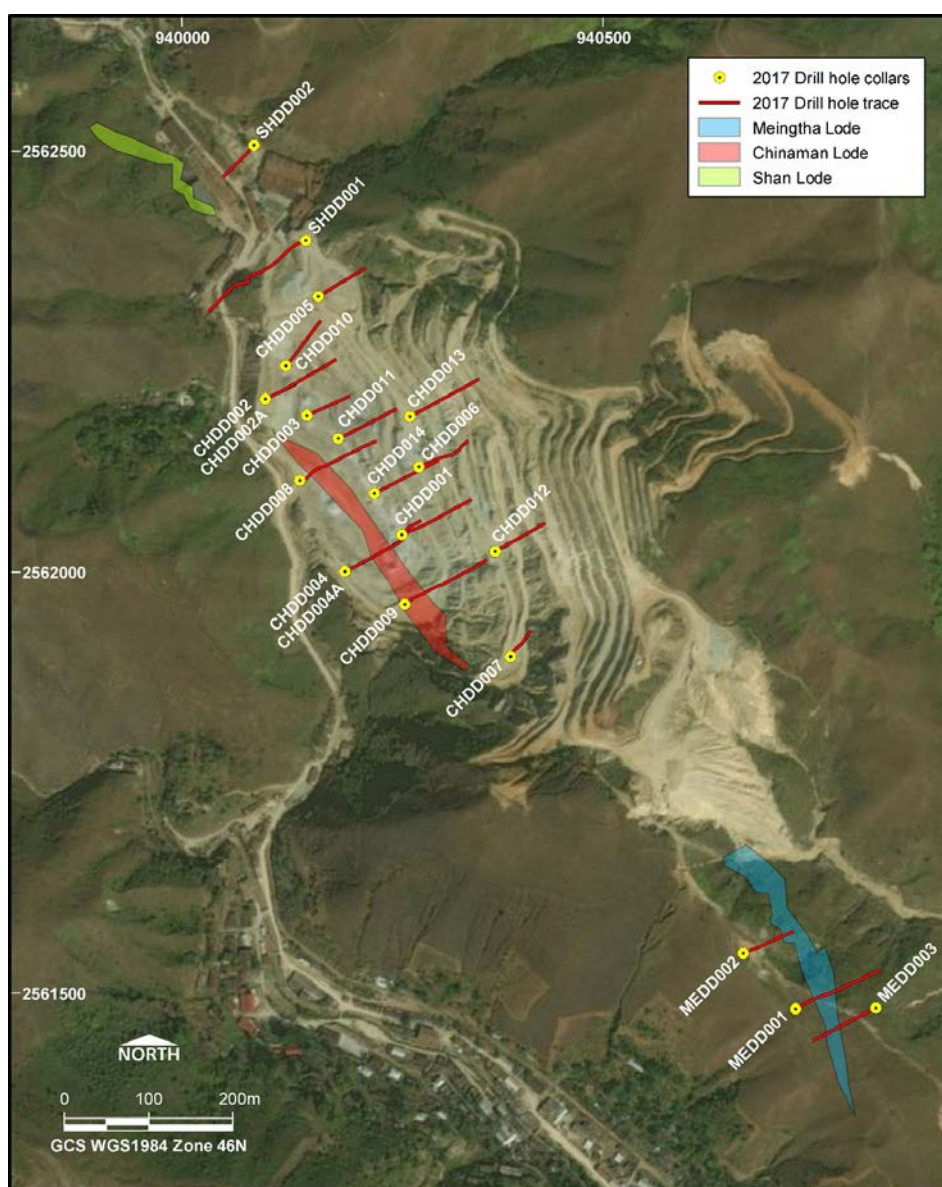 940000
940500
2017 Drill hole collars
2017 Drill hole trace
Meingtha Lode
Chinaman Lode
Shan Lode
SHDD002
2562500
SHDD001
CHDD005
CHDD010
CHDD013
CHDD011
CHDD002
CHDD002A
CHDD003
CHDD006
CHDD014
CHDD008
CHDD001
CHDD012
2562000
CHDD004
CHDD004A
CHDD009
CHDD007
MEDD002
MEDD003
2561500
MEDD001
NORTH
0 100 200m
GCS WGS1984 Zone 46N